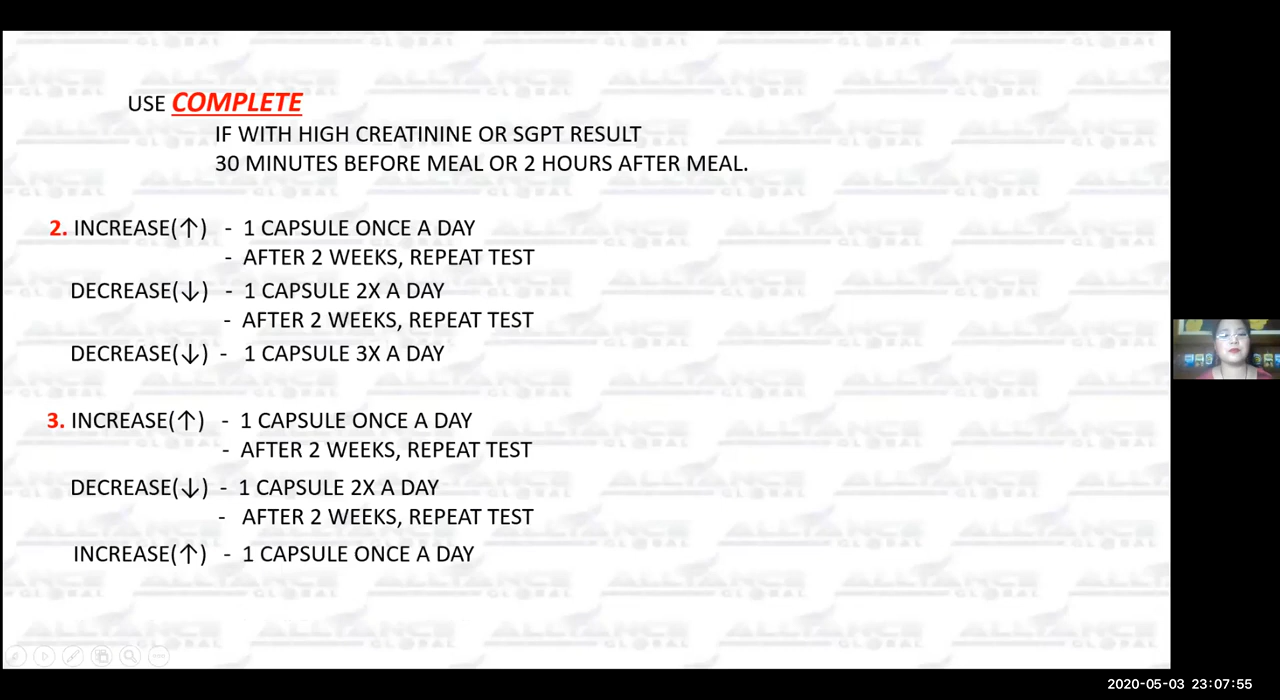 USE COMPLETE
IF WITH HIGH CREATININE OR SGPT RESULT
30 MINUTES BEFORE MEAL OR 2 HOURS AFTER MEAL.
2. INCREASE(↑) - 1 CAPSULE ONCE A DAY
- AFTER 2 WEEKS, REPEAT TEST
DECREASE(↓) - 1 CAPSULE 2X A DAY
- AFTER 2 WEEKS, REPEAT TEST
DECREASE(↓) - 1 CAPSULE 3X A DAY
3. INCREASE(↑) - 1 CAPSULE ONCE A DAY
- AFTER 2 WEEKS, REPEAT TEST
DECREASE(↓) - 1 CAPSULE 2X A DAY
- AFTER 2 WEEKS, REPEAT TEST
INCREASE(↑) - 1 CAPSULE ONCE A DAY
ALLIANCE
GLOBAL
2020-05-03 23:07:55